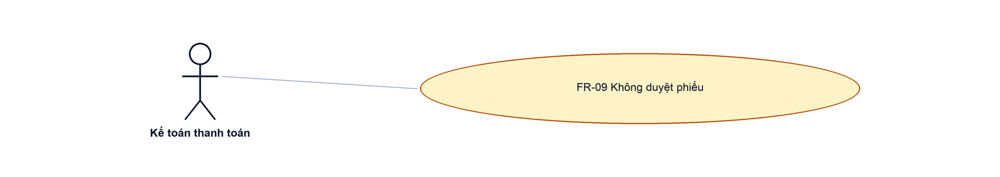 FR-09 Không duyệt phiếu
Kế toán thanh toán